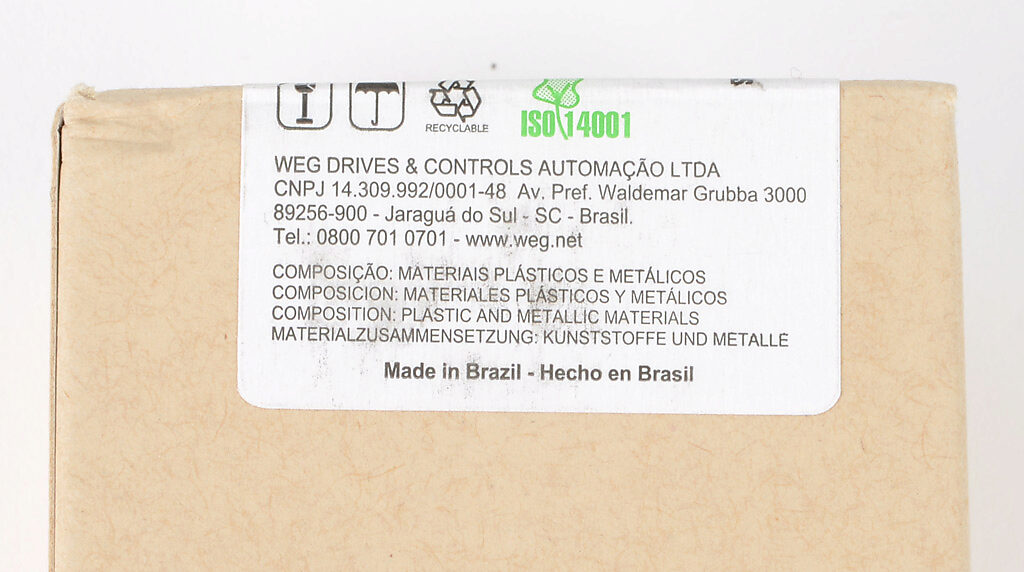 RECYCLABLE
ISO 14001
WEG DRIVES & CONTROLS AUTOMAÇÃO LTDA
CNPJ 14.309.992/0001-48 Av. Pref. Waldemar Grubba 3000
89256-900 - Jaraguá do Sul - SC - Brasil.
Tel.: 0800 701 0701 - www.weg.net
COMPOSIÇÃO: MATERIAIS PLÁSTICOS E METÁLICOS
COMPOSICION: MATERIALES PLÁSTICOS Y METÁLICOS
COMPOSITION: PLASTIC AND METALLIC MATERIALS
MATERIALZUSAMMENSETZUNG: KUNSTSTOFFE UND METALLE
Made in Brazil - Hecho en Brasil